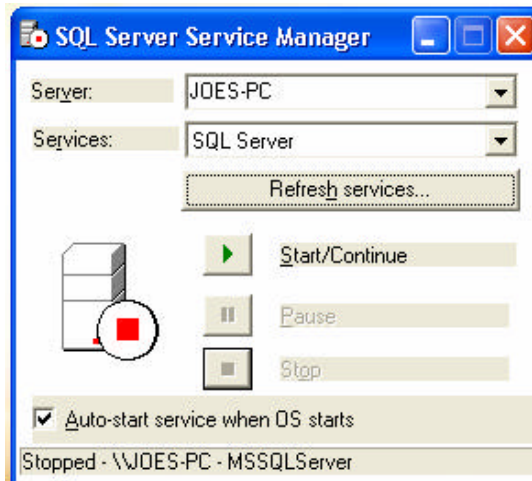 SQL Server Service Manager
Server: JOES-PC
Services: SQL Server
Refresh services...
Start/Continue
Pause
Stop
Auto-start service when OS starts
Stopped - \\JOES-PC - MSSQLServer